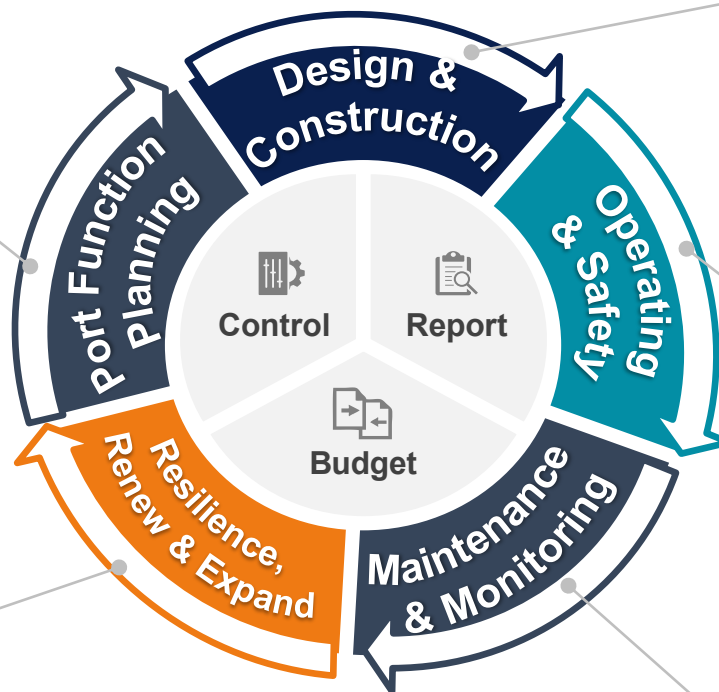 Design &
Construction
Operating
& Safety
Maintenance
& Monitoring
Resilience,
Renew & Expand
Port Function
Planning
Control
Report
Budget